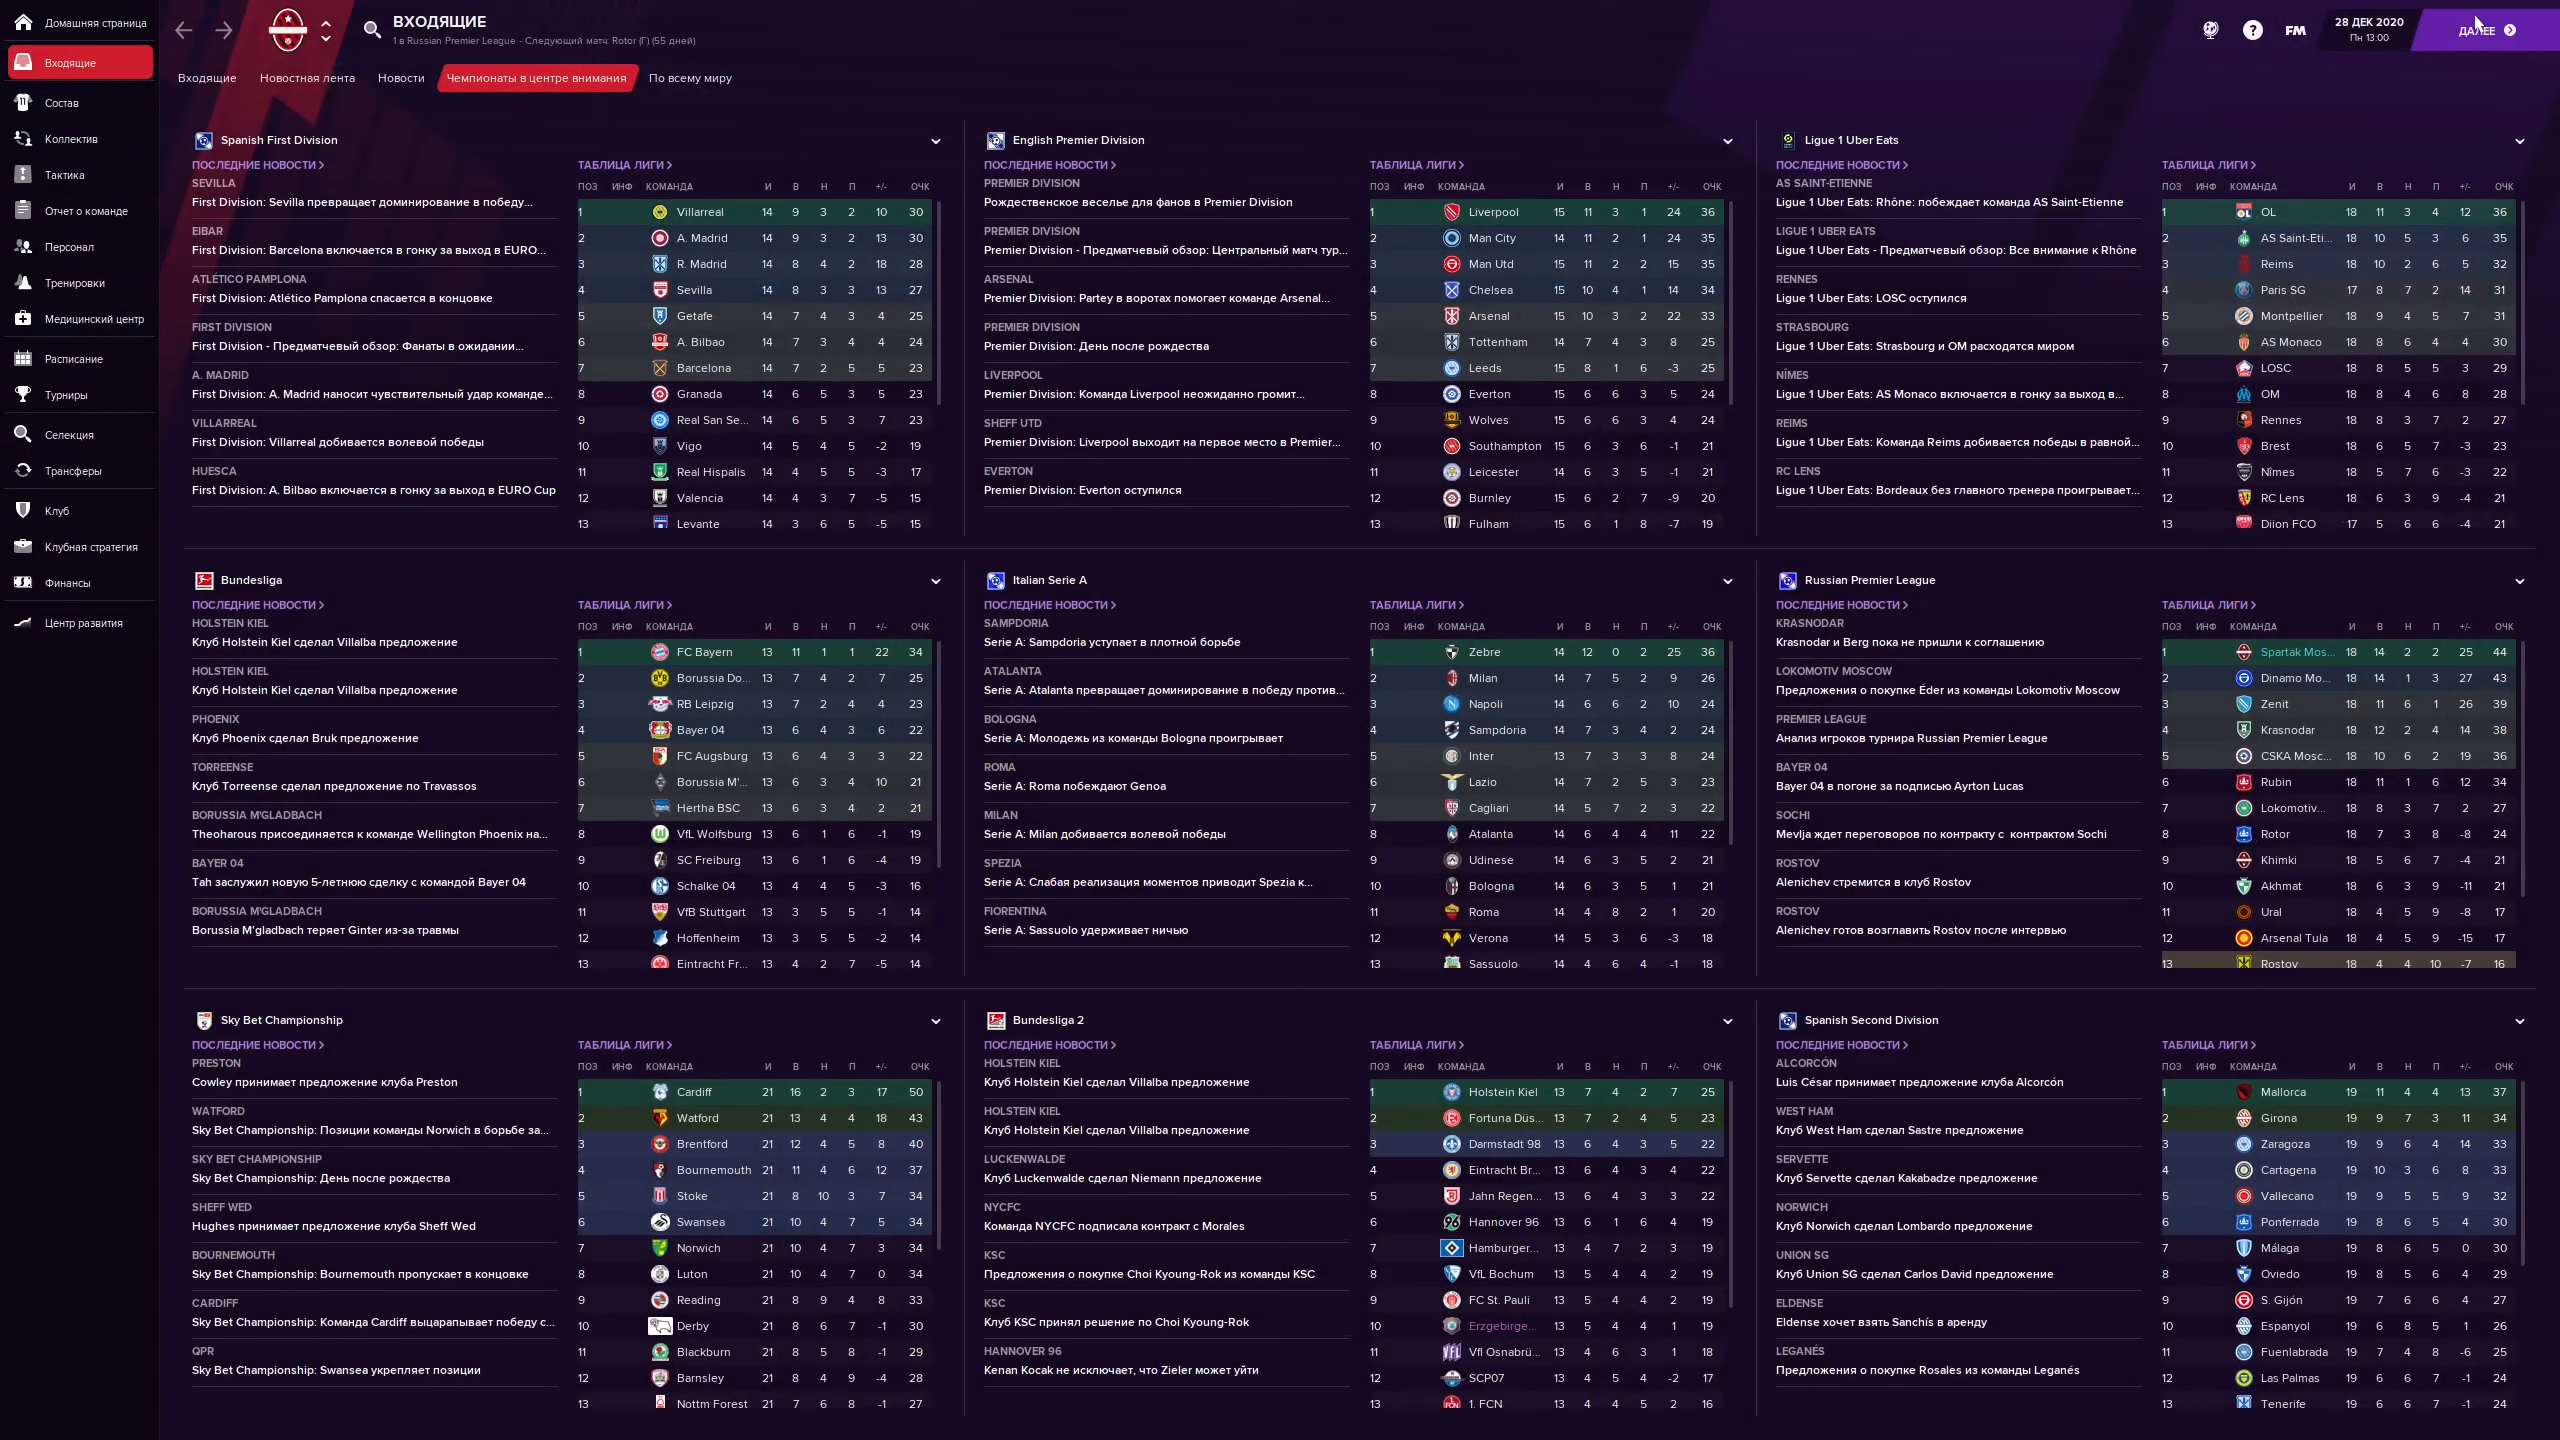 Домашняя страница
Входящие
Состав
Коллектив
Тактика
Отчет о команде
Персонал
Тренировки
Медицинский центр
Расписание
Турниры
Селекция
Трансферы
Клуб
Клубная стратегия
Финансы
Центр развития
ВХОДЯЩИЕ
1 в Russian Premier League - Следующий матч: Rotor (Г) (55 дней)
FM
28 ДЕК 2020
Пн 13:00
ДАЛЕЕ
Входящие Новостная лента Новости Чемпионаты в центре внимания По всему миру
Spanish First Division
ПОСЛЕДНИЕ НОВОСТИ >
SEVILLA
First Division: Sevilla превращает доминирование в победу...
EIBAR
First Division: Barcelona включается в гонку за выход в EURO...
ATLÉTICO PAMPLONA
First Division: Atlético Pamplona спасается в концовке
FIRST DIVISION
First Division - Предматчевый обзор: Фанаты в ожидании...
A. MADRID
First Division: A. Madrid наносит чувствительный удар команде...
VILLARREAL
First Division: Villarreal добивается волевой победы
HUESCA
First Division: A. Bilbao включается в гонку за выход в EURO Cup
ТАБЛИЦА ЛИГИ >
ПОЗ ИНФ КОМАНДА И В Н П +/- ОЧК
1 Villarreal 14 9 3 2 10 30
2 A. Madrid 14 9 3 2 13 30
3 R. Madrid 14 8 4 2 18 28
4 Sevilla 14 8 3 3 13 27
5 Getafe 14 7 4 3 4 25
6 A. Bilbao 14 7 3 4 4 24
7 Barcelona 14 7 2 5 5 23
8 Granada 14 6 5 3 5 23
9 Real San Se... 14 6 5 3 7 23
10 Vigo 14 5 4 5 -2 19
11 Real Hispalis 14 4 5 5 -3 17
12 Valencia 14 4 3 7 -5 15
13 Levante 14 3 6 5 -5 15
English Premier Division
ПОСЛЕДНИЕ НОВОСТИ >
PREMIER DIVISION
Рождественское веселье для фанов в Premier Division
PREMIER DIVISION
Premier Division - Предматчевый обзор: Центральный матч тур...
ARSENAL
Premier Division: Partey в воротах помогает команде Arsenal...
PREMIER DIVISION
Premier Division: День после рождества
LIVERPOOL
Premier Division: Команда Liverpool неожиданно громит...
SHEFF UTD
Premier Division: Liverpool выходит на первое место в Premier...
EVERTON
Premier Division: Everton оступился
ТАБЛИЦА ЛИГИ >
ПОЗ ИНФ КОМАНДА И В Н П +/- ОЧК
1 Liverpool 15 11 3 1 24 36
2 Man City 14 11 2 1 24 35
3 Man Utd 15 11 2 2 15 35
4 Chelsea 15 10 4 1 14 34
5 Arsenal 15 10 3 2 22 33
6 Tottenham 14 7 4 3 8 25
7 Leeds 15 8 1 6 -3 25
8 Everton 15 6 6 3 5 24
9 Wolves 15 6 6 3 4 24
10 Southampton 15 6 3 6 -1 21
11 Leicester 14 6 3 5 -1 21
12 Burnley 15 6 2 7 -9 20
13 Fulham 15 6 1 8 -7 19
Ligue 1 Uber Eats
ПОСЛЕДНИЕ НОВОСТИ >
AS SAINT-ETIENNE
Ligue 1 Uber Eats: Rhône: побеждает команда AS Saint-Etienne
LIGUE 1 UBER EATS
Ligue 1 Uber Eats - Предматчевый обзор: Все внимание к Rhône
RENNES
Ligue 1 Uber Eats: LOSC оступился
STRASBOURG
Ligue 1 Uber Eats: Strasbourg и OM расходятся миром
NÎMES
Ligue 1 Uber Eats: AS Monaco включается в гонку за выход в...
REIMS
Ligue 1 Uber Eats: Команда Reims добивается победы в равной...
RC LENS
Ligue 1 Uber Eats: Bordeaux без главного тренера проигрывает...
ТАБЛИЦА ЛИГИ >
ПОЗ ИНФ КОМАНДА И В Н П +/- ОЧК
1 OL 18 11 3 4 12 36
2 AS Saint-Eti... 18 10 5 3 6 35
3 Reims 18 10 2 6 5 32
4 Paris SG 17 8 7 2 14 31
5 Montpellier 18 9 4 5 7 31
6 AS Monaco 18 8 6 4 4 30
7 LOSC 18 8 5 5 3 29
8 OM 18 8 4 6 8 28
9 Rennes 18 8 3 7 2 27
10 Brest 18 6 5 7 -3 23
11 Nîmes 18 5 7 6 -3 22
12 RC Lens 18 6 3 9 -4 21
13 Dijon FCO 17 5 6 6 -4 21
Bundesliga
ПОСЛЕДНИЕ НОВОСТИ >
HOLSTEIN KIEL
Клуб Holstein Kiel сделал Villalba предложение
HOLSTEIN KIEL
Клуб Holstein Kiel сделал Villalba предложение
PHOENIX
Клуб Phoenix сделал Bruk предложение
TORREENSE
Клуб Torreense сделал предложение по Travassos
BORUSSIA M'GLADBACH
Theoharous присоединяется к команде Wellington Phoenix на...
BAYER 04
Tah заслужил новую 5-летнюю сделку с командой Bayer 04
BORUSSIA M'GLADBACH
Borussia M'gladbach теряет Ginter из-за травмы
ТАБЛИЦА ЛИГИ >
ПОЗ ИНФ КОМАНДА И В Н П +/- ОЧК
1 FC Bayern 13 11 1 1 22 34
2 Borussia Do... 13 7 4 2 7 25
3 RB Leipzig 13 7 2 4 4 23
4 Bayer 04 13 6 4 3 6 22
5 FC Augsburg 13 6 4 3 3 22
6 Borussia M'... 13 6 3 4 10 21
7 Hertha BSC 13 6 3 4 2 21
8 VfL Wolfsburg 13 6 1 6 -1 19
9 SC Freiburg 13 6 1 6 -4 19
10 Schalke 04 13 4 4 5 -3 16
11 VfB Stuttgart 13 3 5 5 -1 14
12 Hoffenheim 13 3 5 5 -2 14
13 Eintracht Fr... 13 4 2 7 -5 14
Italian Serie A
ПОСЛЕДНИЕ НОВОСТИ >
SAMPDORIA
Serie A: Sampdoria уступает в плотной борьбе
ATALANTA
Serie A: Atalanta превращает доминирование в победу против...
BOLOGNA
Serie A: Молодежь из команды Bologna проигрывает
ROMA
Serie A: Roma побеждают Genoa
MILAN
Serie A: Milan добивается волевой победы
SPEZIA
Serie A: Слабая реализация моментов приводит Spezia к...
FIORENTINA
Serie A: Sassuolo удерживает ничью
ТАБЛИЦА ЛИГИ >
ПОЗ ИНФ КОМАНДА И В Н П +/- ОЧК
1 Zebre 14 12 0 2 25 36
2 Milan 14 7 5 2 9 26
3 Napoli 14 6 6 2 10 24
4 Sampdoria 14 7 3 4 2 24
5 Inter 13 7 3 3 8 24
6 Lazio 14 7 2 5 3 23
7 Cagliari 14 5 7 2 3 22
8 Atalanta 14 6 4 4 11 22
9 Udinese 14 6 3 5 2 21
10 Bologna 14 6 3 5 1 21
11 Roma 14 4 8 2 1 20
12 Verona 14 5 3 6 -3 18
13 Sassuolo 14 4 6 4 -1 18
Russian Premier League
ПОСЛЕДНИЕ НОВОСТИ >
KRASNODAR
Krasnodar и Berg пока не пришли к соглашению
LOKOMOTIV MOSCOW
Предложения о покупке Éder из команды Lokomotiv Moscow
PREMIER LEAGUE
Анализ игроков турнира Russian Premier League
BAYER 04
Bayer 04 в погоне за подписью Ayrton Lucas
SOCHI
Mevlja ждет переговоров по контракту с контрактом Sochi
ROSTOV
Alenichev стремится в клуб Rostov
ROSTOV
Alenichev готов возглавить Rostov после интервью
ТАБЛИЦА ЛИГИ >
ПОЗ ИНФ КОМАНДА И В Н П +/- ОЧК
1 Spartak Mos... 18 14 2 2 25 44
2 Dinamo Mo... 18 14 1 3 27 43
3 Zenit 18 11 6 1 26 39
4 Krasnodar 18 12 2 4 14 38
5 CSKA Mosc... 18 10 6 2 19 36
6 Rubin 18 11 1 6 12 34
7 Lokomotiv... 18 8 3 7 2 27
8 Rotor 18 7 3 8 -8 24
9 Khimki 18 5 6 7 -4 21
10 Akhmat 18 6 3 9 -11 21
11 Ural 18 4 5 9 -8 17
12 Arsenal Tula 18 4 5 9 -15 17
13 Rostov 18 4 4 10 -7 16
Sky Bet Championship
ПОСЛЕДНИЕ НОВОСТИ >
PRESTON
Cowley принимает предложение клуба Preston
WATFORD
Sky Bet Championship: Позиции команды Norwich в борьбе за...
SKY BET CHAMPIONSHIP
Sky Bet Championship: День после рождества
SHEFF WED
Hughes принимает предложение клуба Sheff Wed
BOURNEMOUTH
Sky Bet Championship: Bournemouth пропускает в концовке
CARDIFF
Sky Bet Championship: Команда Cardiff выцарапывает победу с...
QPR
Sky Bet Championship: Swansea укрепляет позиции
ТАБЛИЦА ЛИГИ >
ПОЗ ИНФ КОМАНДА И В Н П +/- ОЧК
1 Cardiff 21 16 2 3 17 50
2 Watford 21 13 4 4 18 43
3 Brentford 21 12 4 5 8 40
4 Bournemouth 21 11 4 6 12 37
5 Stoke 21 8 10 3 7 34
6 Swansea 21 10 4 7 5 34
7 Norwich 21 10 4 7 3 34
8 Luton 21 10 4 7 0 34
9 Reading 21 8 9 4 8 33
10 Derby 21 8 6 7 -1 30
11 Blackburn 21 8 5 8 -1 29
12 Barnsley 21 8 4 9 -4 28
13 Nottm Forest 21 7 6 8 -1 27
Bundesliga 2
ПОСЛЕДНИЕ НОВОСТИ >
HOLSTEIN KIEL
Клуб Holstein Kiel сделал Villalba предложение
HOLSTEIN KIEL
Клуб Holstein Kiel сделал Villalba предложение
LUCKENWALDE
Клуб Luckenwalde сделал Niemann предложение
NYCFC
Команда NYCFC подписала контракт с Morales
KSC
Предложения о покупке Choi Kyoung-Rok из команды KSC
KSC
Клуб KSC принял решение по Choi Kyoung-Rok
HANNOVER 96
Kenan Kocak не исключает, что Zieler может уйти
ТАБЛИЦА ЛИГИ >
ПОЗ ИНФ КОМАНДА И В Н П +/- ОЧК
1 Holstein Kiel 13 7 4 2 7 25
2 Fortuna Düs... 13 7 2 4 5 23
3 Darmstadt 98 13 6 4 3 5 22
4 Eintracht Br... 13 6 4 3 4 22
5 Jahn Regen... 13 6 4 3 3 22
6 Hannover 96 13 6 1 6 4 19
7 Hamburger... 13 4 7 2 3 19
8 VfL Bochum 13 5 4 4 2 19
9 FC St. Pauli 13 5 4 4 2 19
10 Erzgebirge... 13 5 4 4 1 19
11 Vfl Osnabrü... 13 4 6 3 1 18
12 SCP07 13 4 5 4 -2 17
13 1. FCN 13 4 4 5 2 16
Spanish Second Division
ПОСЛЕДНИЕ НОВОСТИ >
ALCORCÓN
Luis César принимает предложение клуба Alcorcón
WEST HAM
Клуб West Ham сделал Sastre предложение
SERVETTE
Клуб Servette сделал Kakabadze предложение
NORWICH
Клуб Norwich сделал Lombardo предложение
UNION SG
Клуб Union SG сделал Carlos David предложение
ELDENSE
Eldense хочет взять Sanchís в аренду
LEGANÉS
Предложения о покупке Rosales из команды Leganés
ТАБЛИЦА ЛИГИ >
ПОЗ ИНФ КОМАНДА И В Н П +/- ОЧК
1 Mallorca 19 11 4 4 13 37
2 Girona 19 9 7 3 11 34
3 Zaragoza 19 9 6 4 14 33
4 Cartagena 19 10 3 6 8 33
5 Vallecano 19 9 5 5 9 32
6 Ponferrada 19 8 6 5 4 30
7 Málaga 19 8 6 5 0 30
8 Oviedo 19 8 5 6 4 29
9 S. Gijón 19 7 6 6 4 27
10 Espanyol 19 6 8 5 1 26
11 Fuenlabrada 19 7 4 8 -6 25
12 Las Palmas 19 6 6 7 -1 24
13 Tenerife 19 6 6 7 -1 24